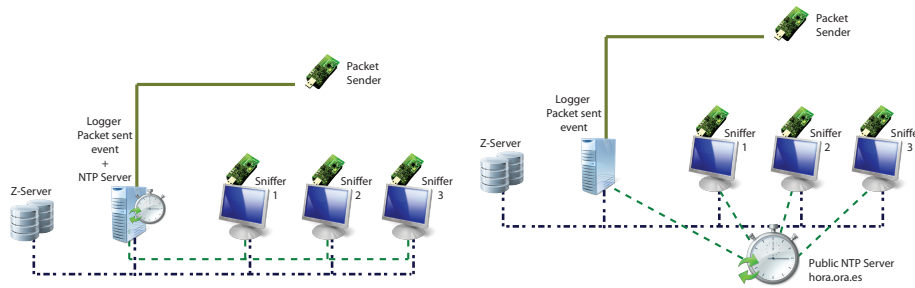 Packet
Sender
Logger
Packet sent
event
+
NTP Server
Z-Server
Sniffer
1
Sniffer
2
Sniffer
3
Packet
Sender
Logger
Packet sent
event
Z-Server
Sniffer
1
Sniffer
2
Sniffe
3
Public NTP Server
hora.ora.es